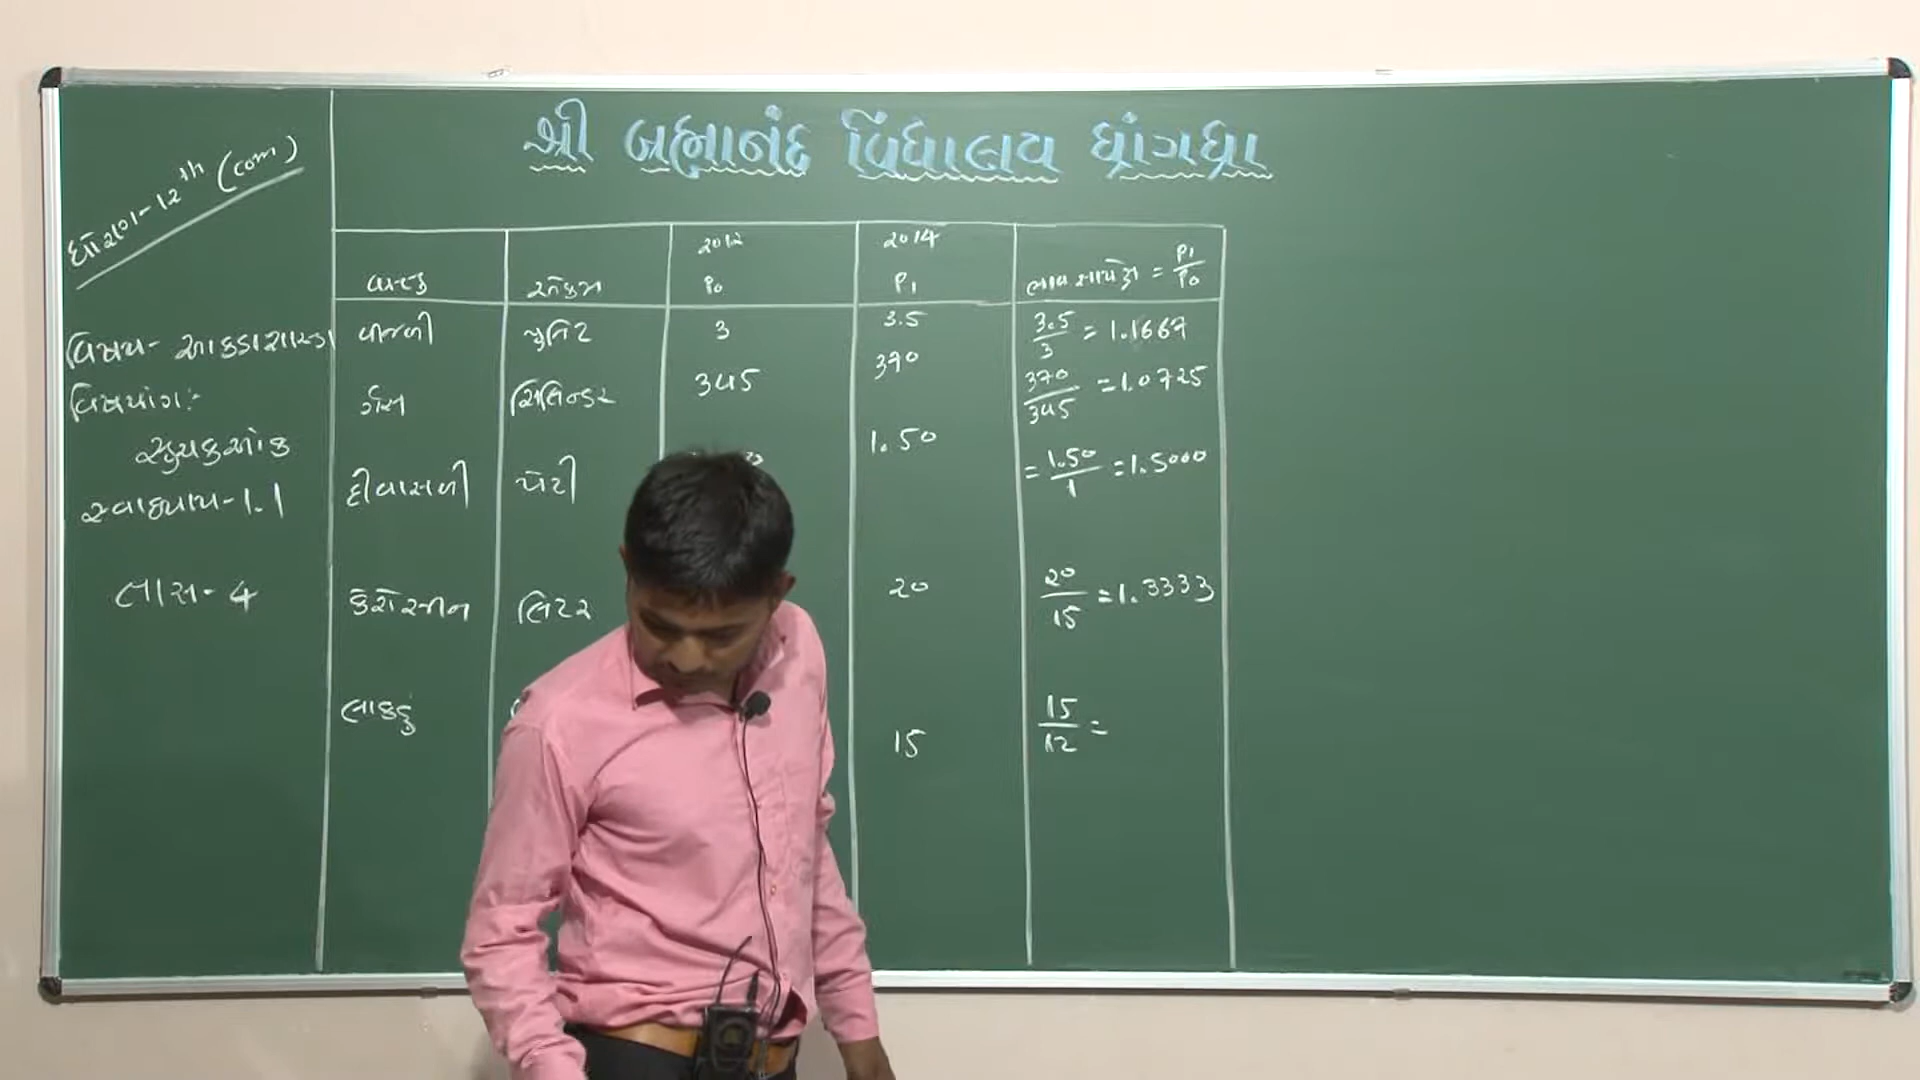 શ્રી બ્રહ્માનંદ વિદ્યાલય ધ્રાંગધ્રા
ધોરણ-12th (com)
વિષય- આંકડાશાસ્ત્ર
વિષયાંગ:-
સુચકઆંક
સ્વાધ્યાય-1.1
તાસ-4
વસ્તુ એકમ 2012 P0 2014 P1 ભાવ સાપેક્ષ = P1/P0
વીજળી યુનિટ 3 3.5 3.5/3 = 1.1667
ગેસ સિલિન્ડર 345 370 370/345 = 1.0725
દીવાસળી પેટી 1.50 = 1.50/1 = 1.5000
કેરોસીન લિટર 20 20/15 = 1.3333
લાકડું 15 15/12 =